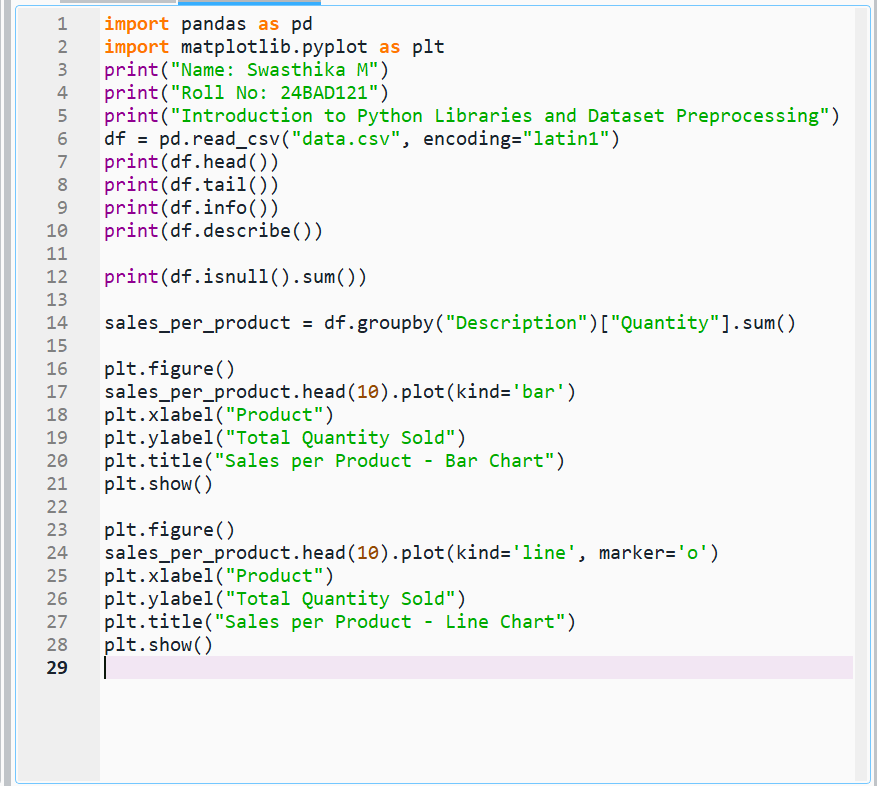 1 import pandas as pd
2 import matplotlib.pyplot as plt
3 print("Name: Swasthika M")
4 print("Roll No: 24BAD121")
5 print("Introduction to Python Libraries and Dataset Preprocessing")
6 df = pd.read_csv("data.csv", encoding="latin1")
7 print(df.head())
8 print(df.tail())
9 print(df.info())
10 print(df.describe())
11
12 print(df.isnull().sum())
13
14 sales_per_product = df.groupby("Description")["Quantity"].sum()
15
16 plt.figure()
17 sales_per_product.head(10).plot(kind='bar')
18 plt.xlabel("Product")
19 plt.ylabel("Total Quantity Sold")
20 plt.title("Sales per Product - Bar Chart")
21 plt.show()
22
23 plt.figure()
24 sales_per_product.head(10).plot(kind='line', marker='o')
25 plt.xlabel("Product")
26 plt.ylabel("Total Quantity Sold")
27 plt.title("Sales per Product - Line Chart")
28 plt.show()
29